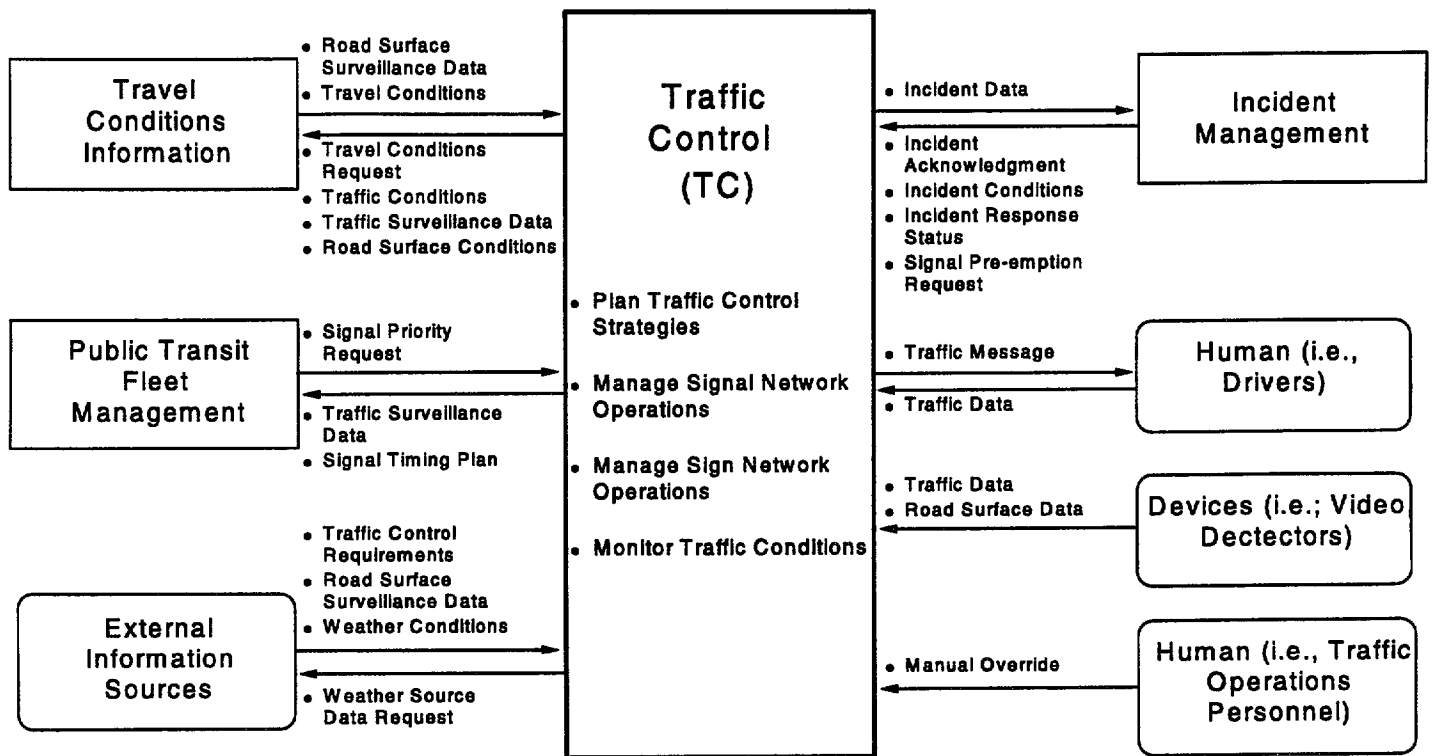 Travel
Conditions
Information
• Road Surface
Surveillance Data
• Travel Conditions
• Travel Conditions
Request
• Traffic Conditions
• Traffic Surveillance Data
• Road Surface Conditions
Public Transit
Fleet
Management
• Signal Priority
Request
• Traffic Surveillance
Data
• Signal Timing Plan
External
Information
Sources
• Traffic Control
Requirements
• Road Surface
Surveillance Data
• Weather Conditions
• Weather Source
Data Request
Traffic
Control
(TC)
• Plan Traffic Control
Strategies
• Manage Signal Network
Operations
• Manage Sign Network
Operations
• Monitor Traffic Conditions
• Incident Data
• Incident
Acknowledgment
• Incident Conditions
• Incident Response
Status
• Signal Pre-emption
Request
Incident
Management
• Traffic Message
• Traffic Data
Human (i.e.,
Drivers)
• Traffic Data
• Road Surface Data
Devices (i.e.; Video
Dectectors)
• Manual Override
Human (i.e., Traffic
Operations
Personnel)